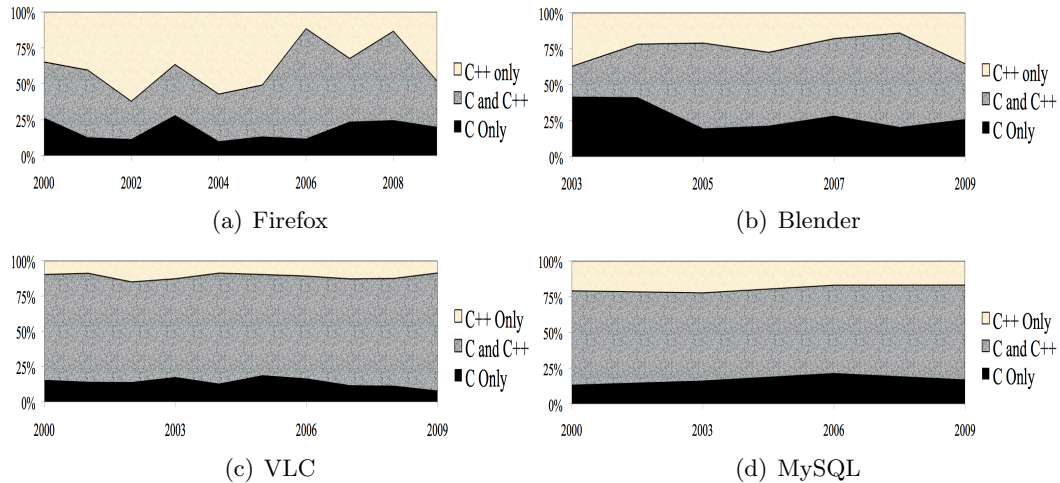 100%
75%
50%
25%
0%
2000 2002 2004 2006 2008
C++ only
C and C++
C Only
(a) Firefox
100%
75%
50%
25%
0%
2003 2005 2007 2009
C++ only
C and C++
C Only
(b) Blender
100%
75%
50%
25%
0%
2000 2003 2006 2009
C++ Only
C and C++
C Only
(c) VLC
100%
75%
50%
25%
0%
2000 2003 2006 2009
C++ Only
C and C++
C Only
(d) MySQL